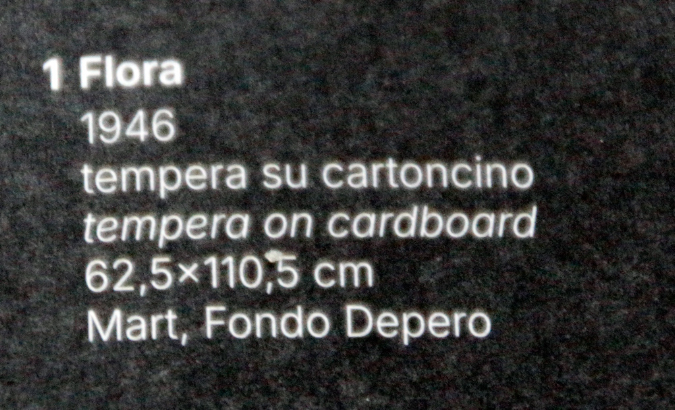 1 Flora
1946
tempera su cartoncino
tempera on cardboard
62,5×110,5 cm
Mart, Fondo Depero